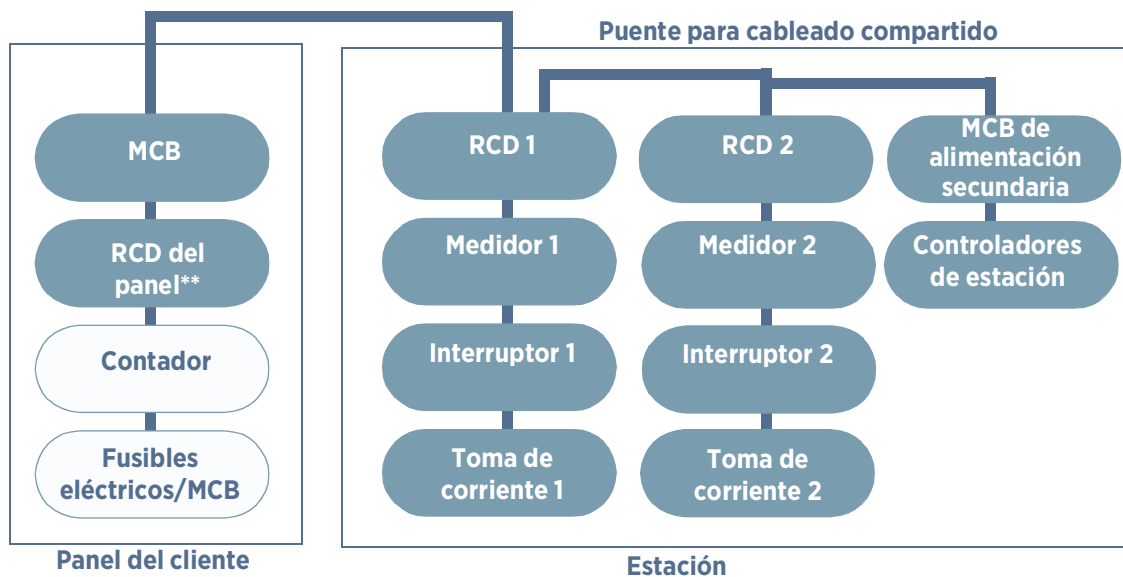 Puente para cableado compartido
MCB
RCD del
panel**
Contador
Fusibles
eléctricos/MCB
Panel del cliente
RCD 1
Medidor 1
Interruptor 1
Toma de
corriente 1
RCD 2
Medidor 2
Interruptor 2
Toma de
corriente 2
MCB de
alimentación
secundaria
Controladores
de estación
Estación